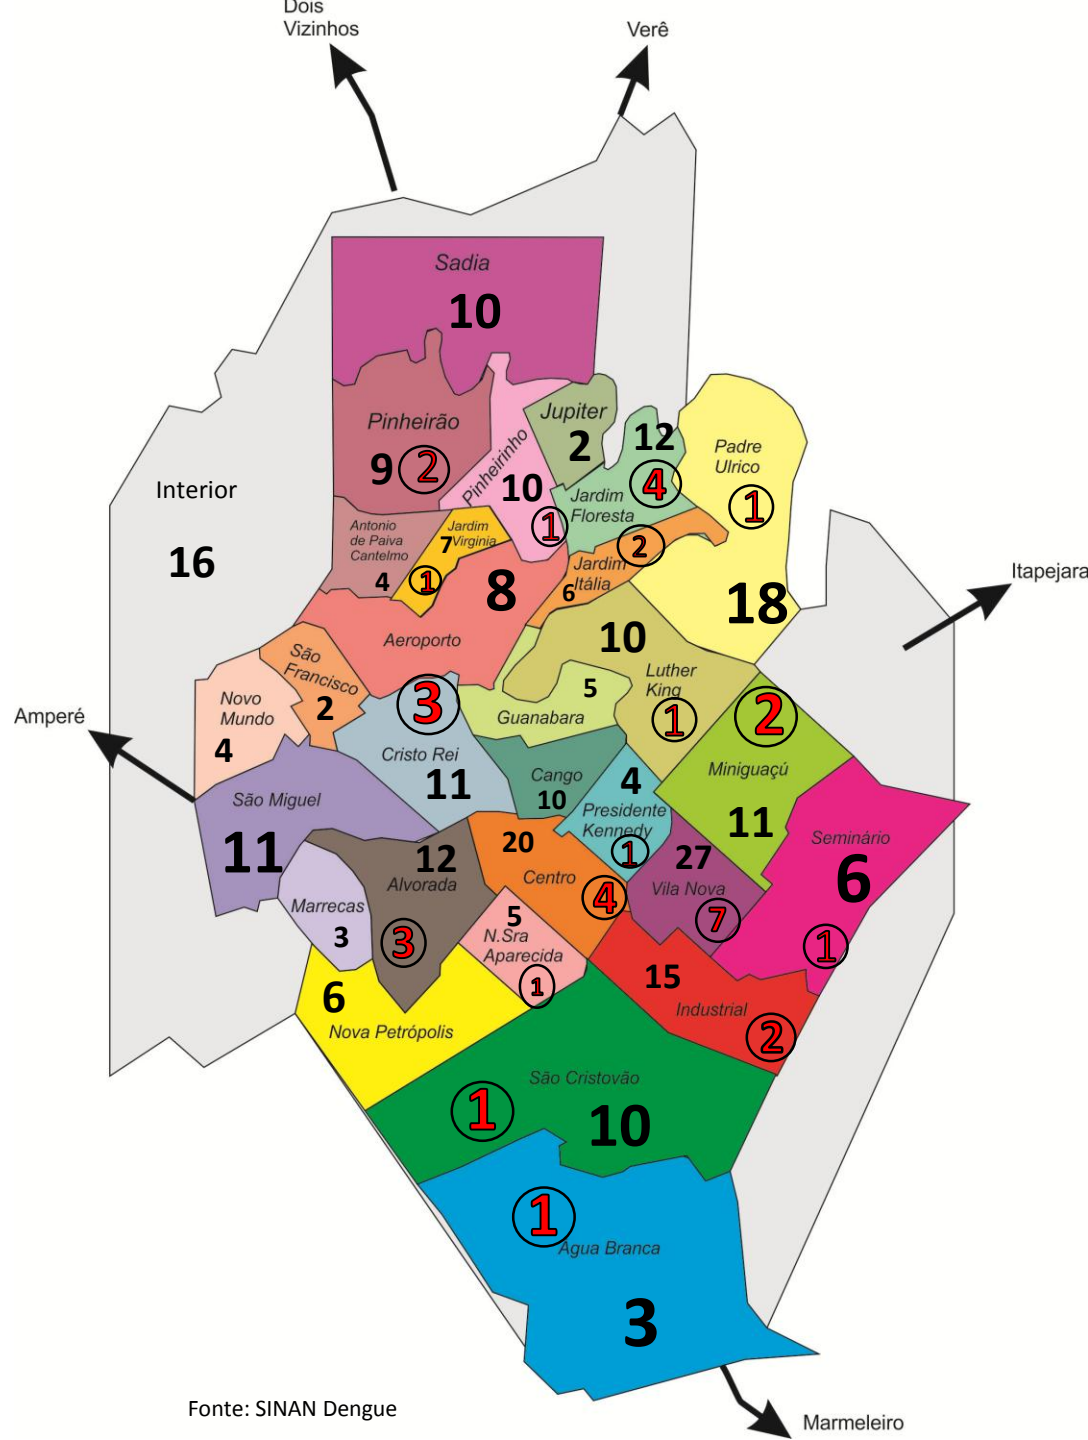 Dois
Vizinhos
Verê
Sadia
10
Pinheirão
9 2
Pinheirinho
10
1
Jupiter
2
12
4
Jardim
Floresta
Padre
Ulrico
1
18
Interior
16
Antonio
de Paiva
Cantelmo
4
Jardim
Virginia
7
1
8
Aeroporto
2
Jardim
Itália
6
Itapejara
10
Luther
King
1
5
Guanabara
São
Francisco
2
Novo
Mundo
4
Amperé
3
Cristo Rei
11
2
Miniguaçú
11
Cango
10
4
Presidente
Kennedy
1
São Miguel
11
Seminário
6
1
12
Alvorada
3
20
Centro
4
27
Vila Nova
7
Marrecas
3
5
N.Sra
Aparecida
1
15
Industrial
2
6
Nova Petrópolis
São Cristovão
1
10
1
Agua Branca
3
Fonte: SINAN Dengue
Marmeleiro